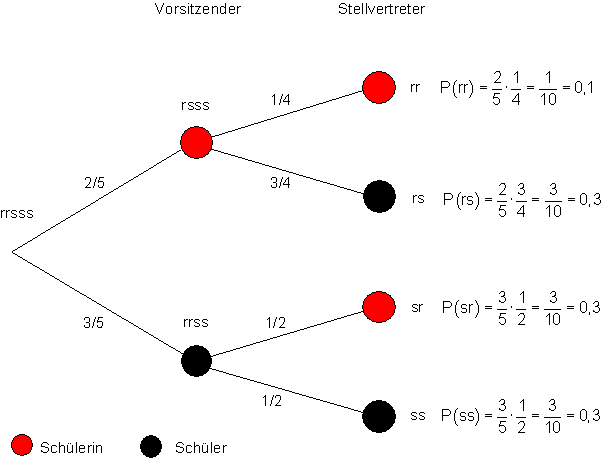 Vorsitzender Stellvertreter
rr P(rr) = 2/5 · 1/4 = 1/10 = 0,1
1/4
rsss
2/5
3/4
rs P(rs) = 2/5 · 3/4 = 3/10 = 0,3
rrsss
sr P(sr) = 3/5 · 1/2 = 3/10 = 0,3
3/5
rrss
1/2
1/2
ss P(ss) = 3/5 · 1/2 = 3/10 = 0,3
Schülerin Schüler